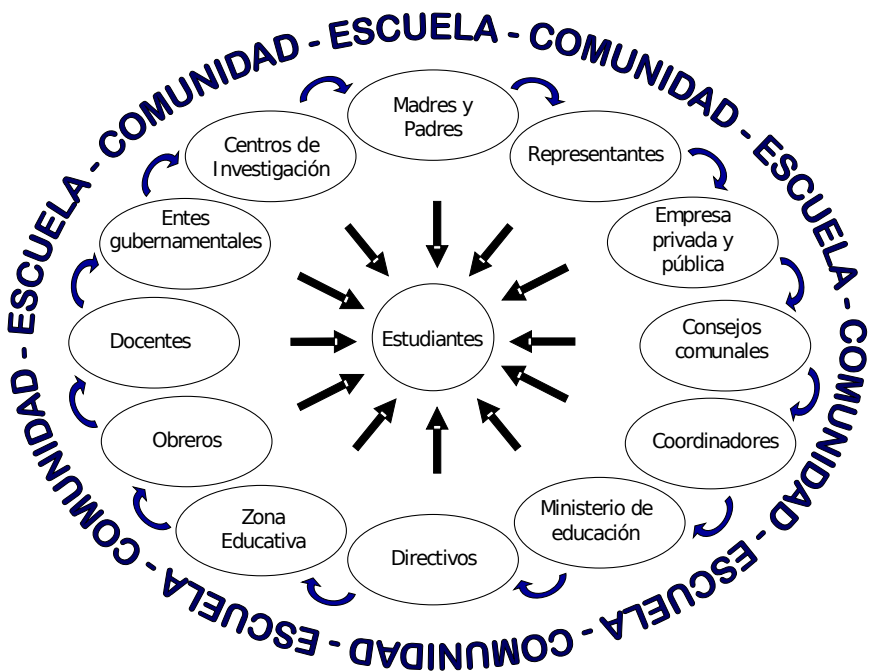 COMUNIDAD - ESCUELA - COMUNIDAD - ESCUELA - COMUNIDAD - ESCUELA - COMUNIDAD - ESCUELA - COMUNIDAD - ESCUELA -
Madres y
Padres
Representantes
Empresa
privada y
pública
Consejos
comunales
Coordinadores
Ministerio de
educación
Directivos
Zona
Educativa
Obreros
Docentes
Entes
gubernamentales
Centros de
Investigación
Estudiantes